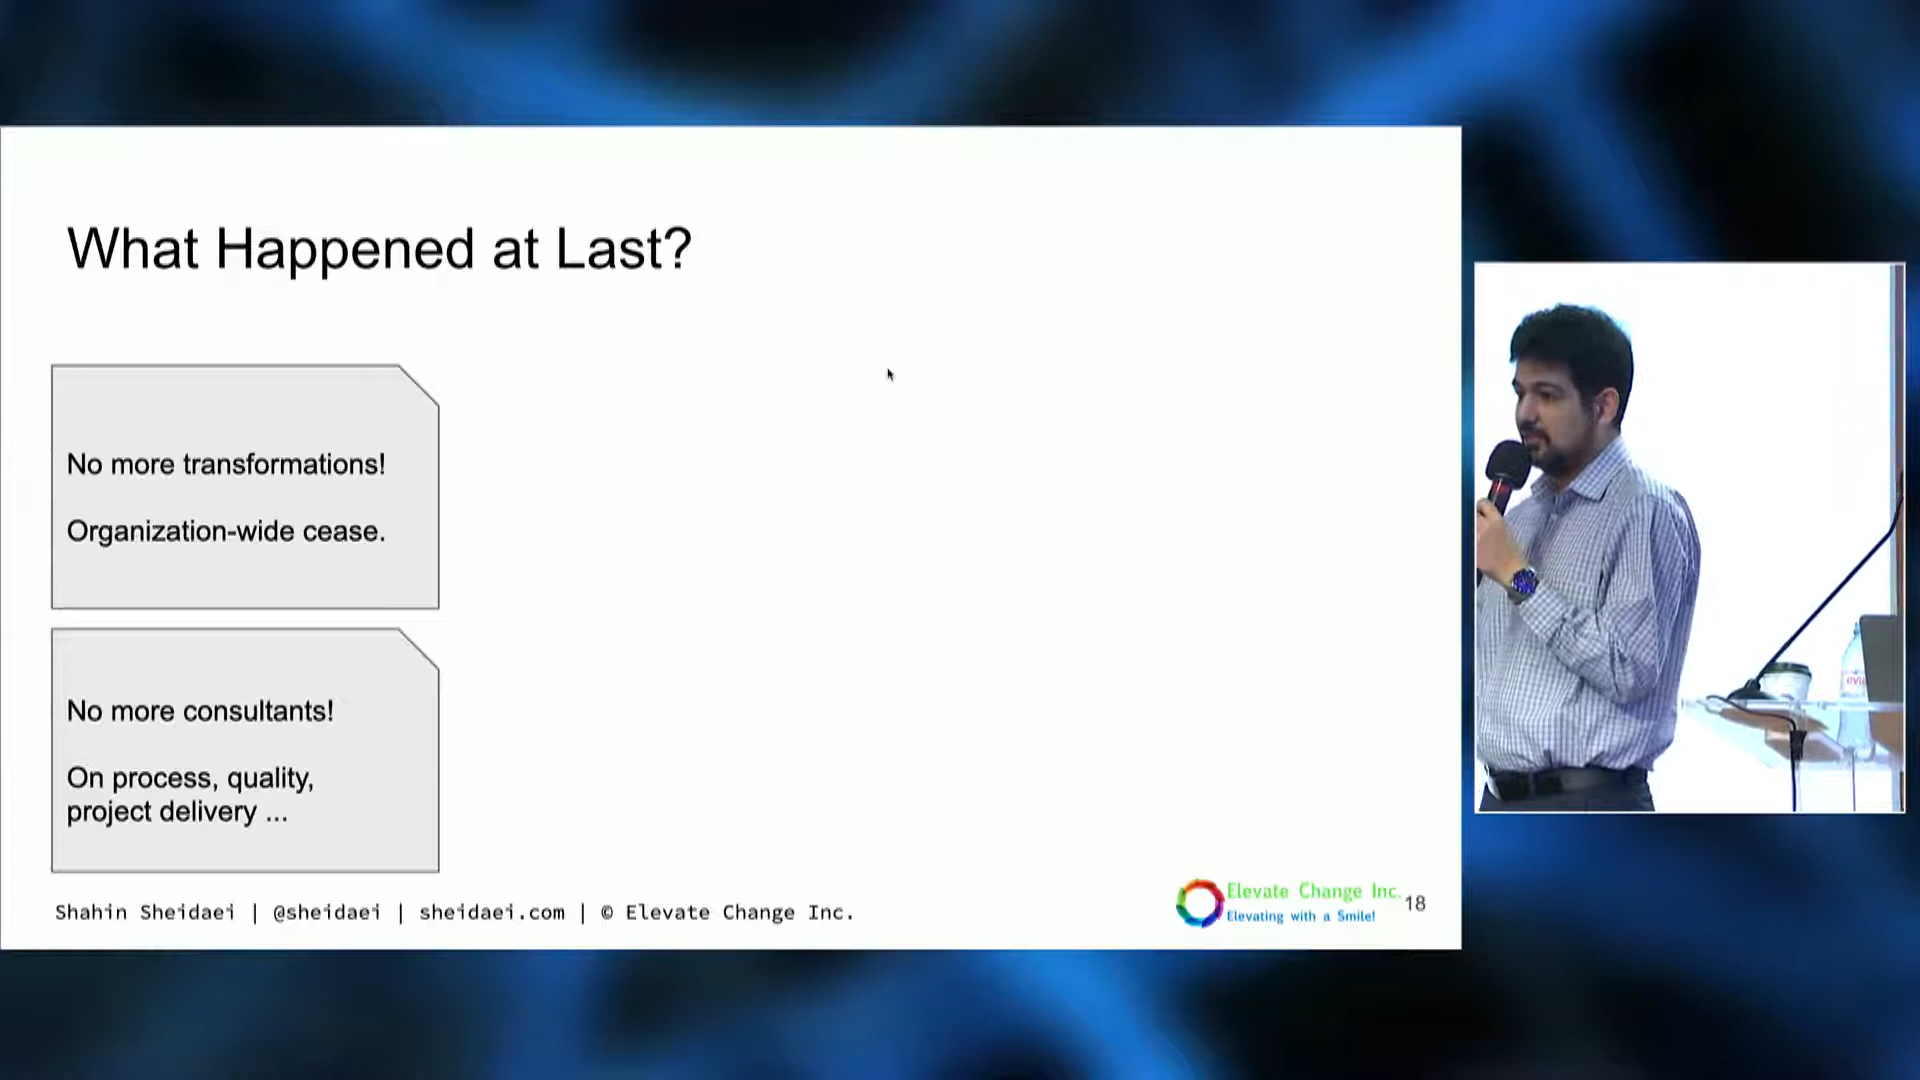 What Happened at Last?
No more transformations!
Organization-wide cease.
No more consultants!
On process, quality,
project delivery ...
Shahin Sheidaei | @sheidaei | sheidaei.com | © Elevate Change Inc.
Elevate Change Inc.
Elevating with a Smile!
18